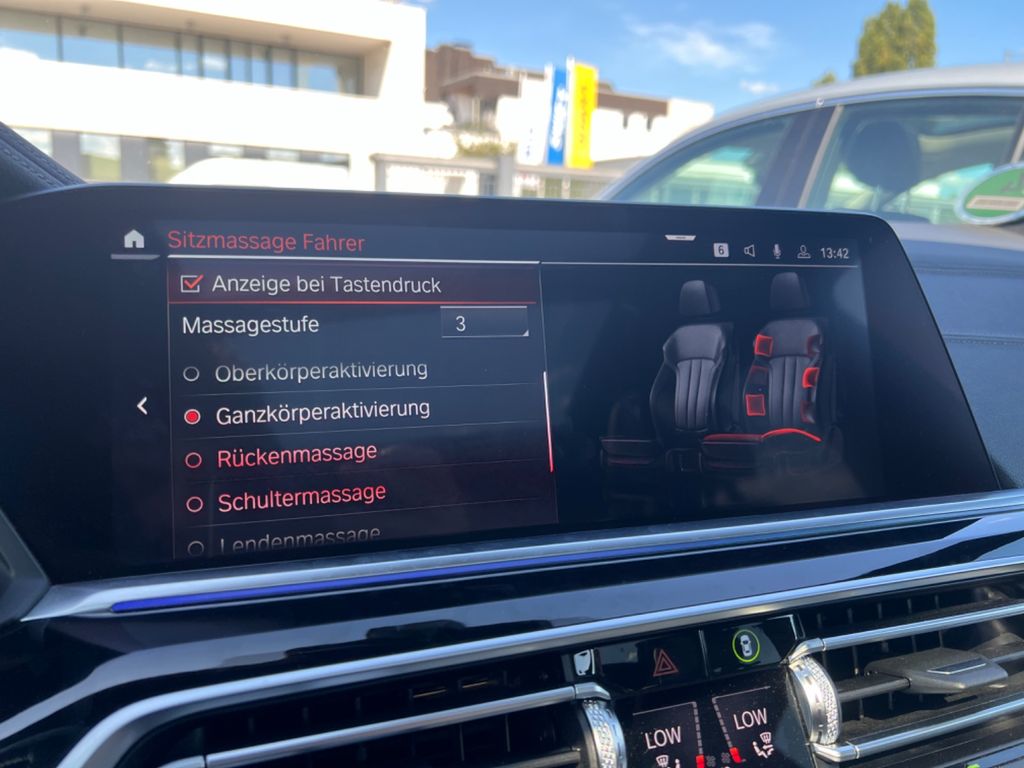 Sitzmassage Fahrer
6
13:42
Anzeige bei Tastendruck
Massagestufe
3
Oberkörperaktivierung
Ganzkörperaktivierung
Rückenmassage
Schultermassage
Lendenmassage
LOW
LOW